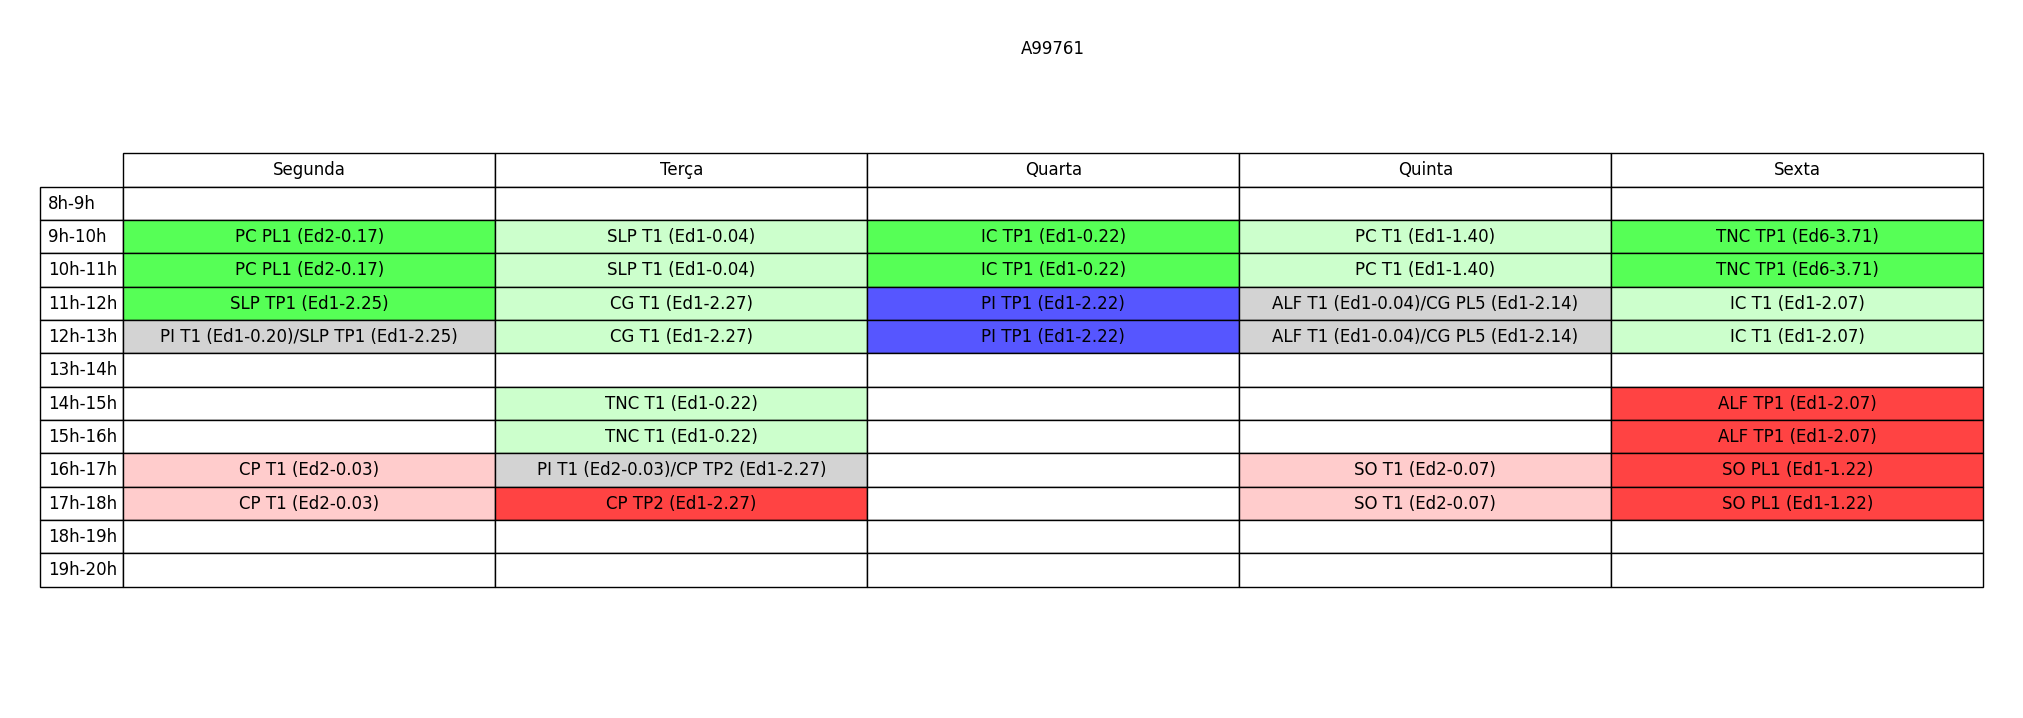 A99761
Segunda Terça Quarta Quinta Sexta
8h-9h
9h-10h PC PL1 (Ed2-0.17) SLP T1 (Ed1-0.04) IC TP1 (Ed1-0.22) PC T1 (Ed1-1.40) TNC TP1 (Ed6-3.71)
10h-11h PC PL1 (Ed2-0.17) SLP T1 (Ed1-0.04) IC TP1 (Ed1-0.22) PC T1 (Ed1-1.40) TNC TP1 (Ed6-3.71)
11h-12h SLP TP1 (Ed1-2.25) CG T1 (Ed1-2.27) PI TP1 (Ed1-2.22) ALF T1 (Ed1-0.04)/CG PL5 (Ed1-2.14) IC T1 (Ed1-2.07)
12h-13h PI T1 (Ed1-0.20)/SLP TP1 (Ed1-2.25) CG T1 (Ed1-2.27) PI TP1 (Ed1-2.22) ALF T1 (Ed1-0.04)/CG PL5 (Ed1-2.14) IC T1 (Ed1-2.07)
13h-14h
14h-15h TNC T1 (Ed1-0.22) ALF TP1 (Ed1-2.07)
15h-16h TNC T1 (Ed1-0.22) ALF TP1 (Ed1-2.07)
16h-17h CP T1 (Ed2-0.03) PI T1 (Ed2-0.03)/CP TP2 (Ed1-2.27) SO T1 (Ed2-0.07) SO PL1 (Ed1-1.22)
17h-18h CP T1 (Ed2-0.03) CP TP2 (Ed1-2.27) SO T1 (Ed2-0.07) SO PL1 (Ed1-1.22)
18h-19h
19h-20h